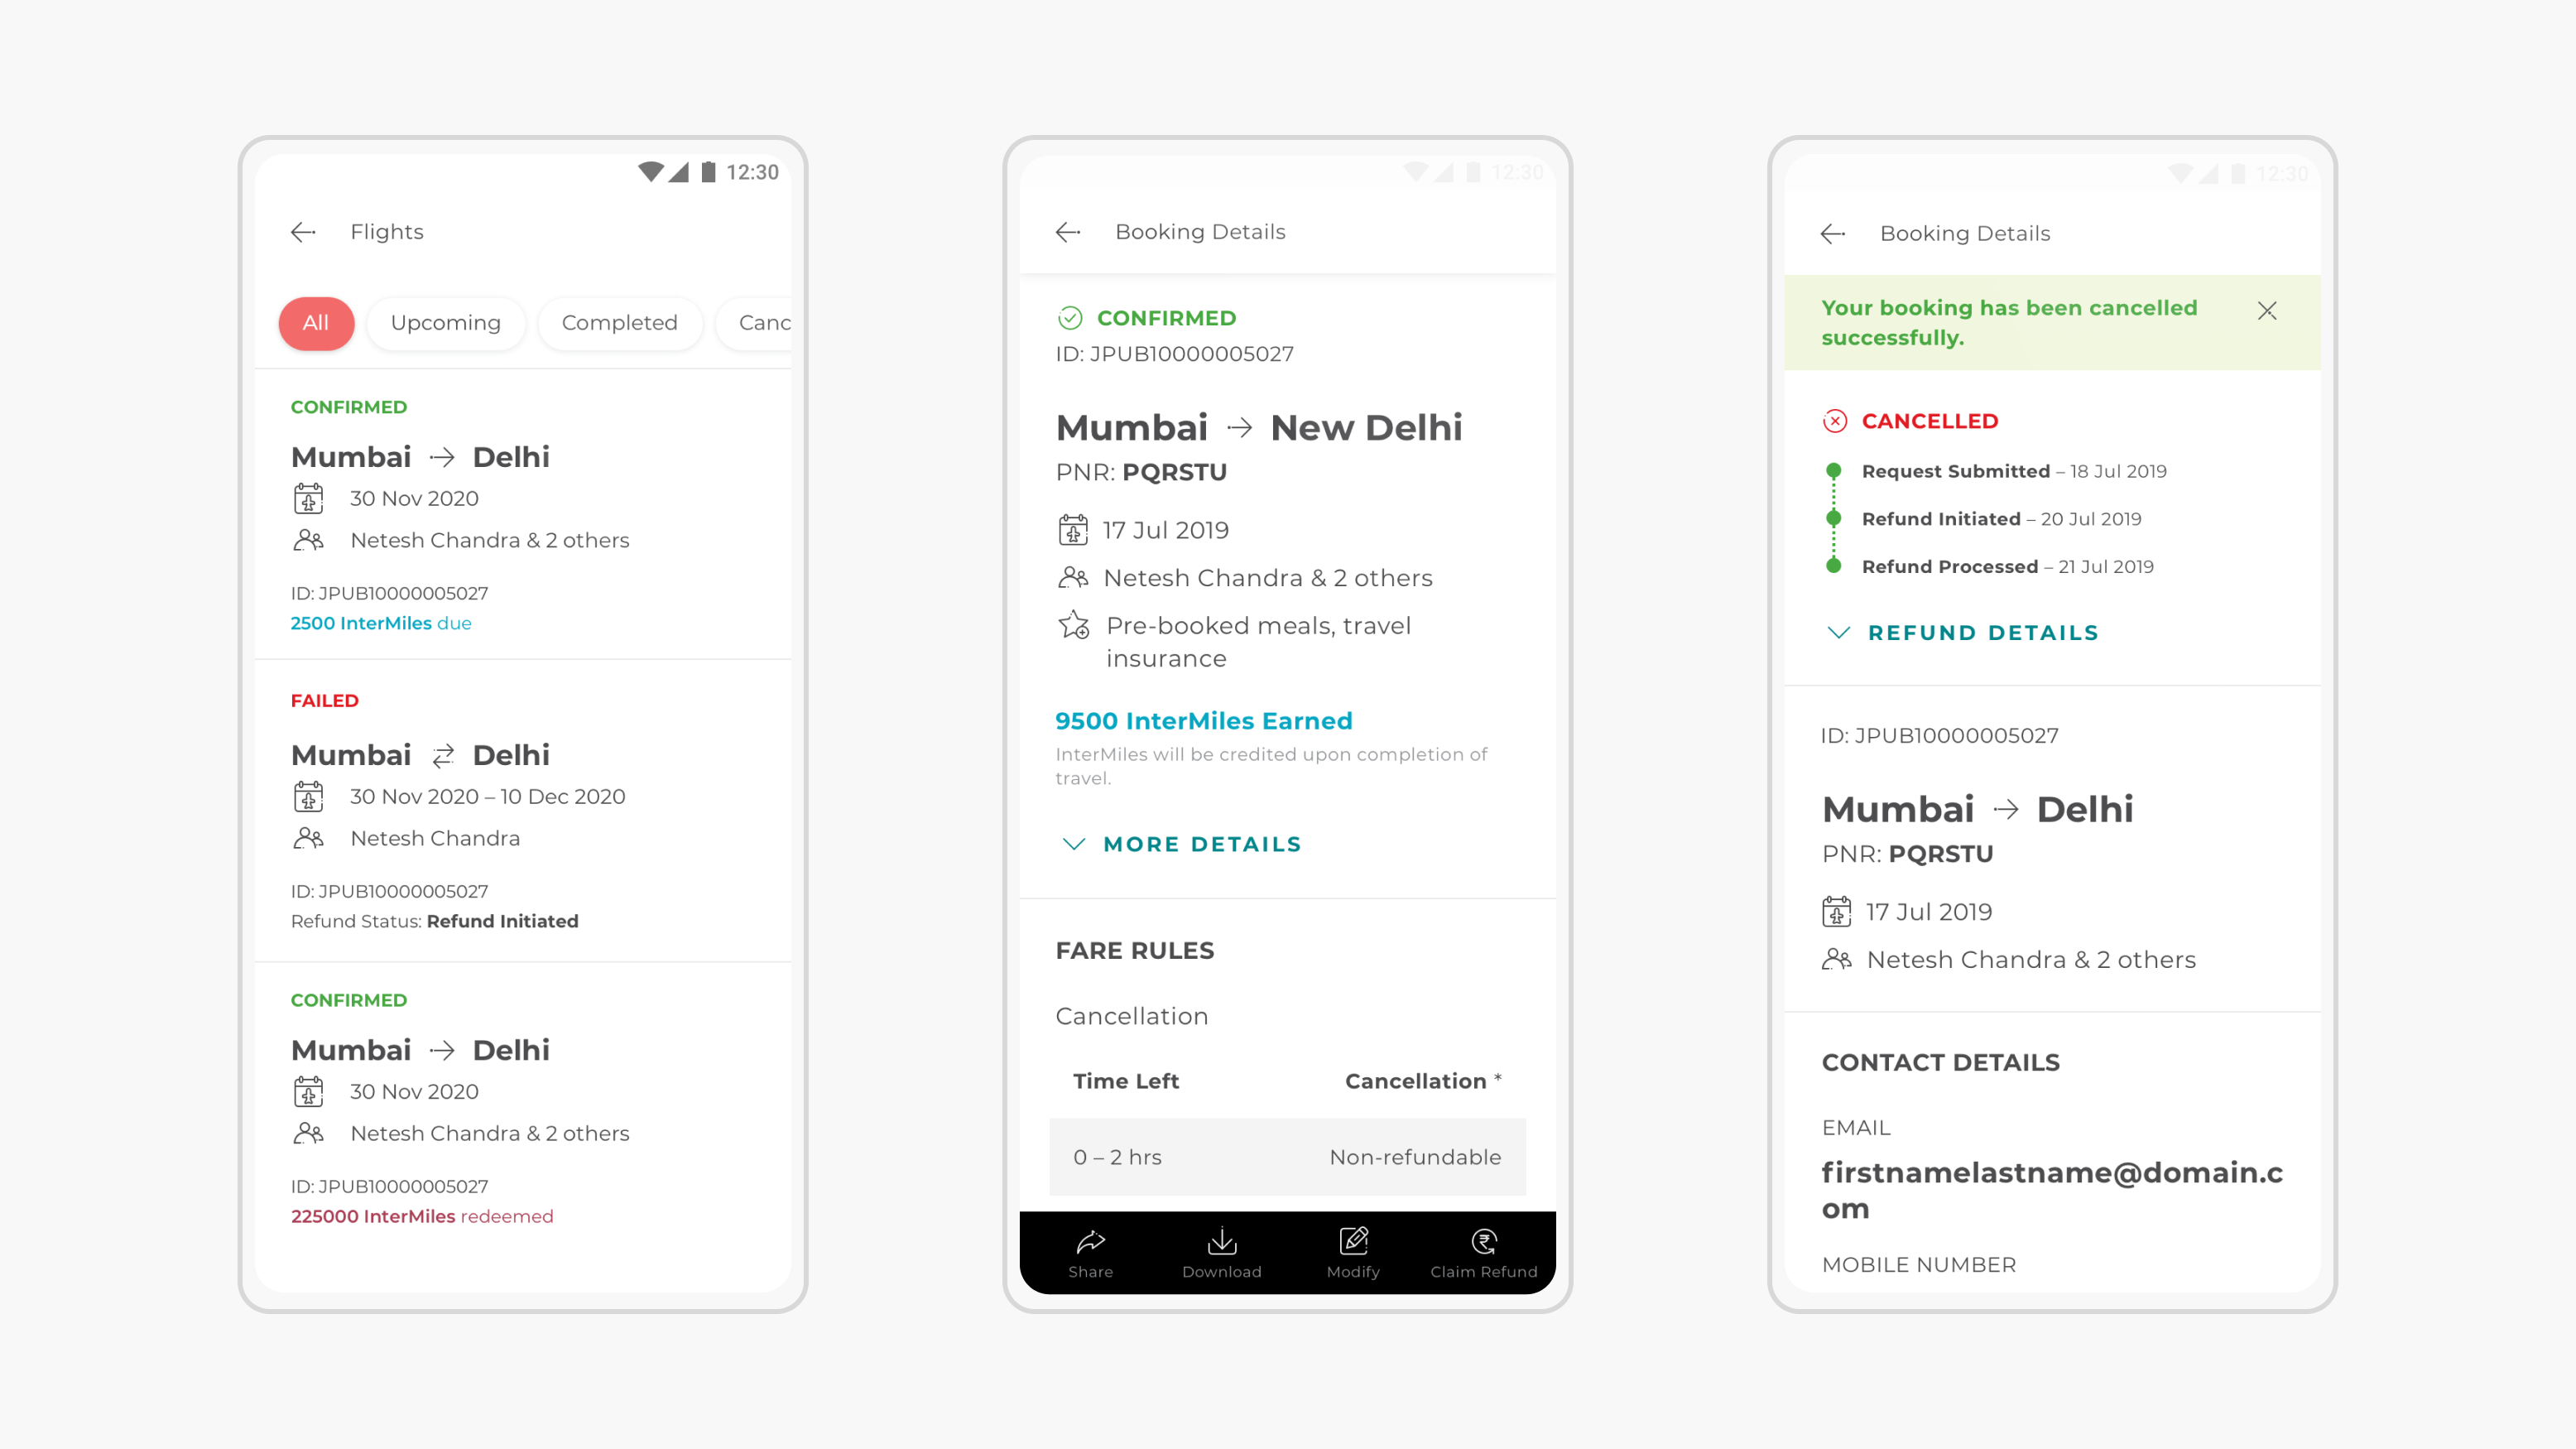 12:30
Flights
All
Upcoming
Completed
Canc
CONFIRMED
Mumbai → Delhi
30 Nov 2020
Netesh Chandra & 2 others
ID: JPUB10000005027
2500 InterMiles due
FAILED
Mumbai ⇄ Delhi
30 Nov 2020 – 10 Dec 2020
Netesh Chandra
ID: JPUB10000005027
Refund Status: Refund Initiated
CONFIRMED
Mumbai → Delhi
30 Nov 2020
Netesh Chandra & 2 others
ID: JPUB10000005027
225000 InterMiles redeemed
12:30
Booking Details
CONFIRMED
ID: JPUB10000005027
Mumbai → New Delhi
PNR: PQRSTU
17 Jul 2019
Netesh Chandra & 2 others
Pre-booked meals, travel
insurance
9500 InterMiles Earned
InterMiles will be credited upon completion of
travel.
MORE DETAILS
FARE RULES
Cancellation
Time Left Cancellation *
0 – 2 hrs Non-refundable
Share
Download
Modify
Claim Refund
12:30
Booking Details
Your booking has been cancelled
successfully.
CANCELLED
Request Submitted – 18 Jul 2019
Refund Initiated – 20 Jul 2019
Refund Processed – 21 Jul 2019
REFUND DETAILS
ID: JPUB10000005027
Mumbai → Delhi
PNR: PQRSTU
17 Jul 2019
Netesh Chandra & 2 others
CONTACT DETAILS
EMAIL
firstnamelastname@domain.c
om
MOBILE NUMBER